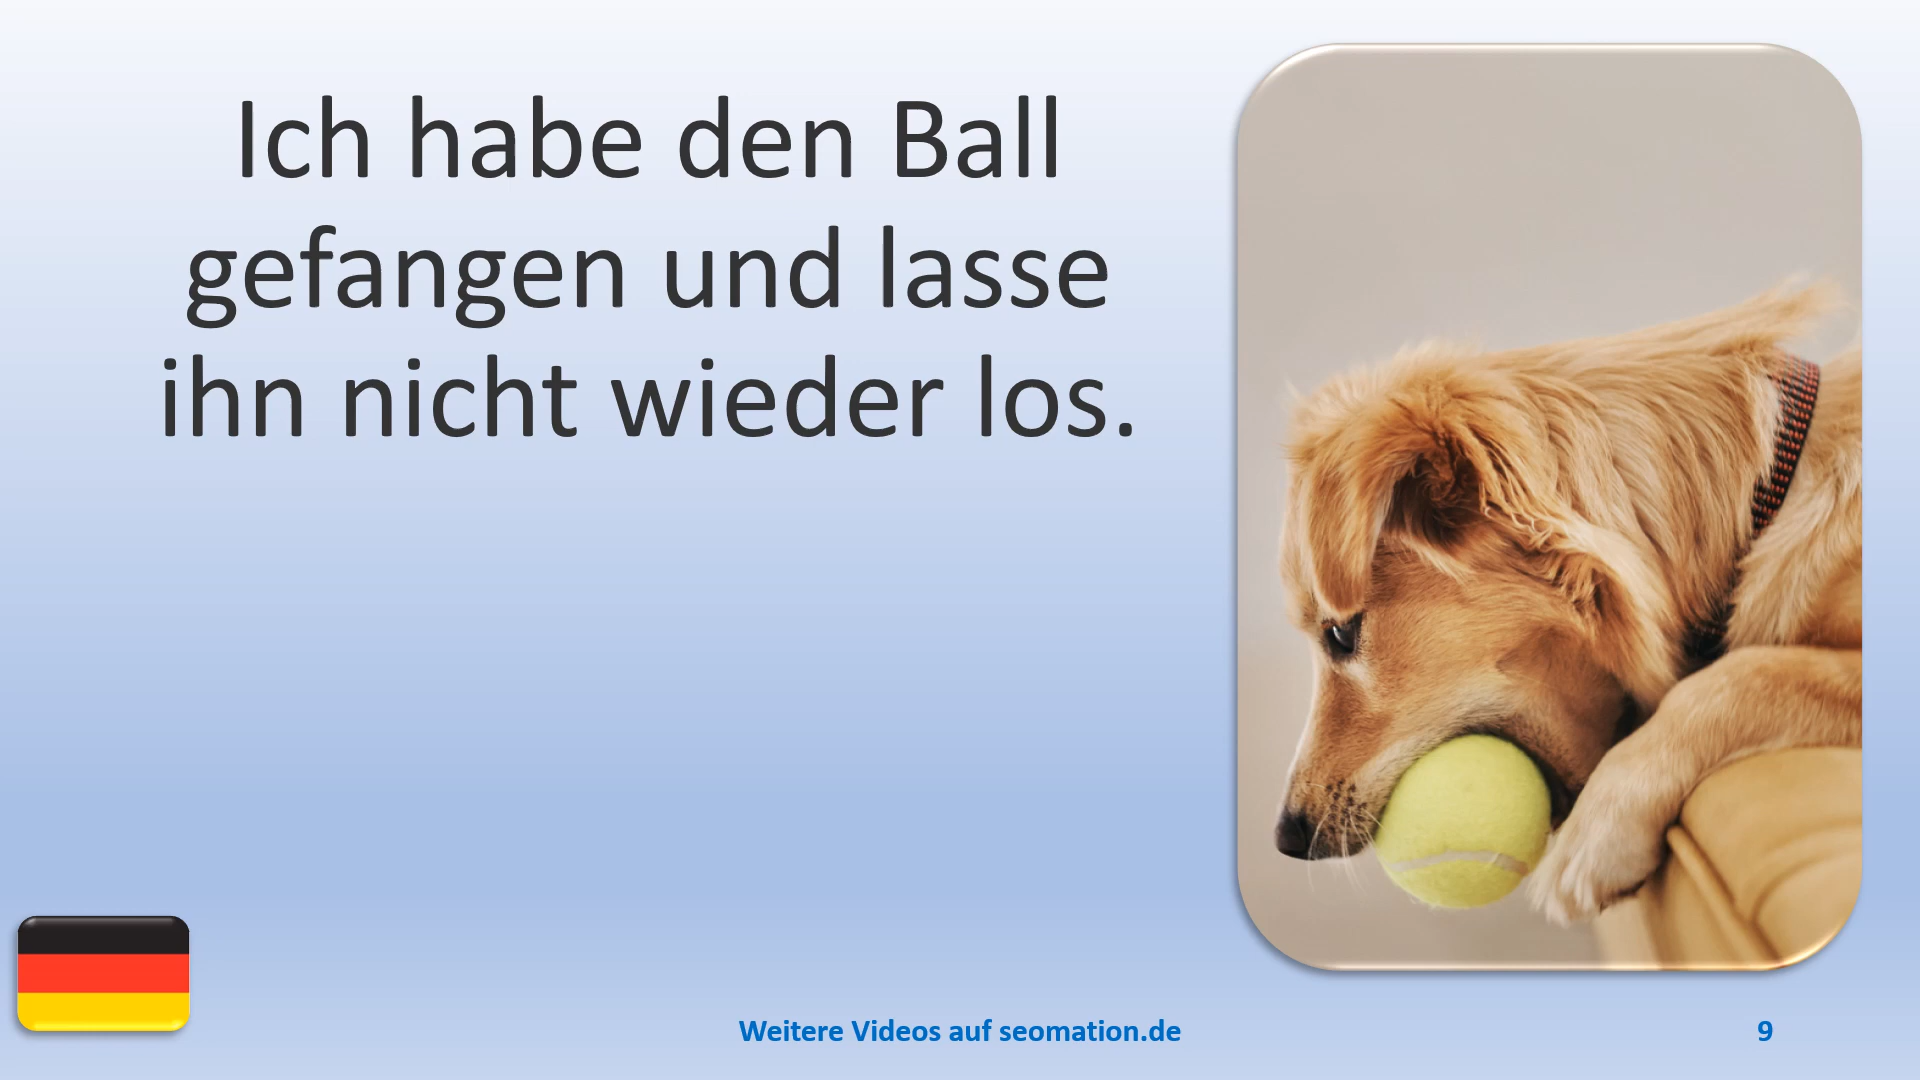 Ich habe den Ball
gefangen und lasse
ihn nicht wieder los.
Weitere Videos auf seomation.de
9